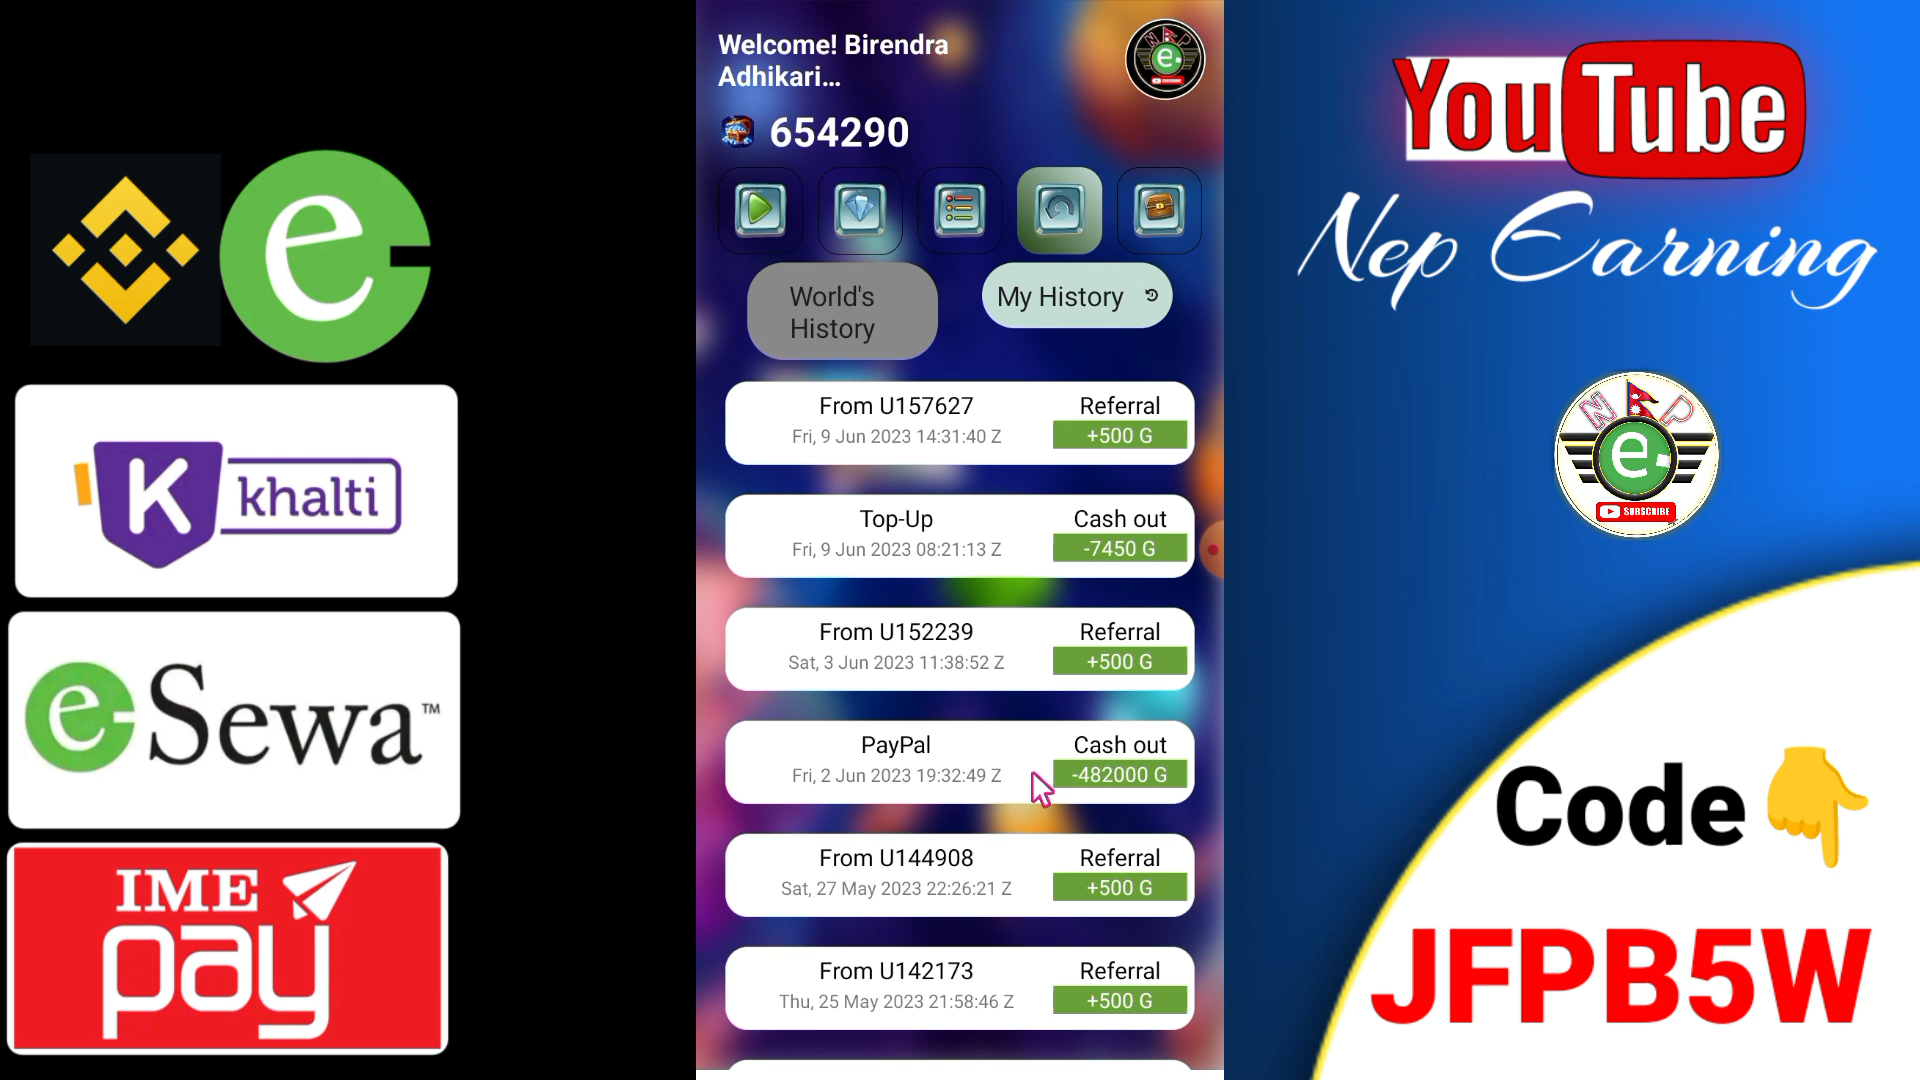 e
K khalti
e Sewa™
IME
pay
Welcome! Birendra
Adhikari...
654290
World's
History
My History
From U157627
Referral
Fri, 9 Jun 2023 14:31:40 Z
+500 G
Top-Up
Cash out
Fri, 9 Jun 2023 08:21:13 Z
-7450 G
From U152239
Referral
Sat, 3 Jun 2023 11:38:52 Z
+500 G
PayPal
Cash out
Fri, 2 Jun 2023 19:32:49 Z
-482000 G
From U144908
Referral
Sat, 27 May 2023 22:26:21 Z
+500 G
From U142173
Referral
Thu, 25 May 2023 21:58:46 Z
+500 G
YouTube
Nep Earning
N P
e
SUBSCRIBE
Code
JFPB5W